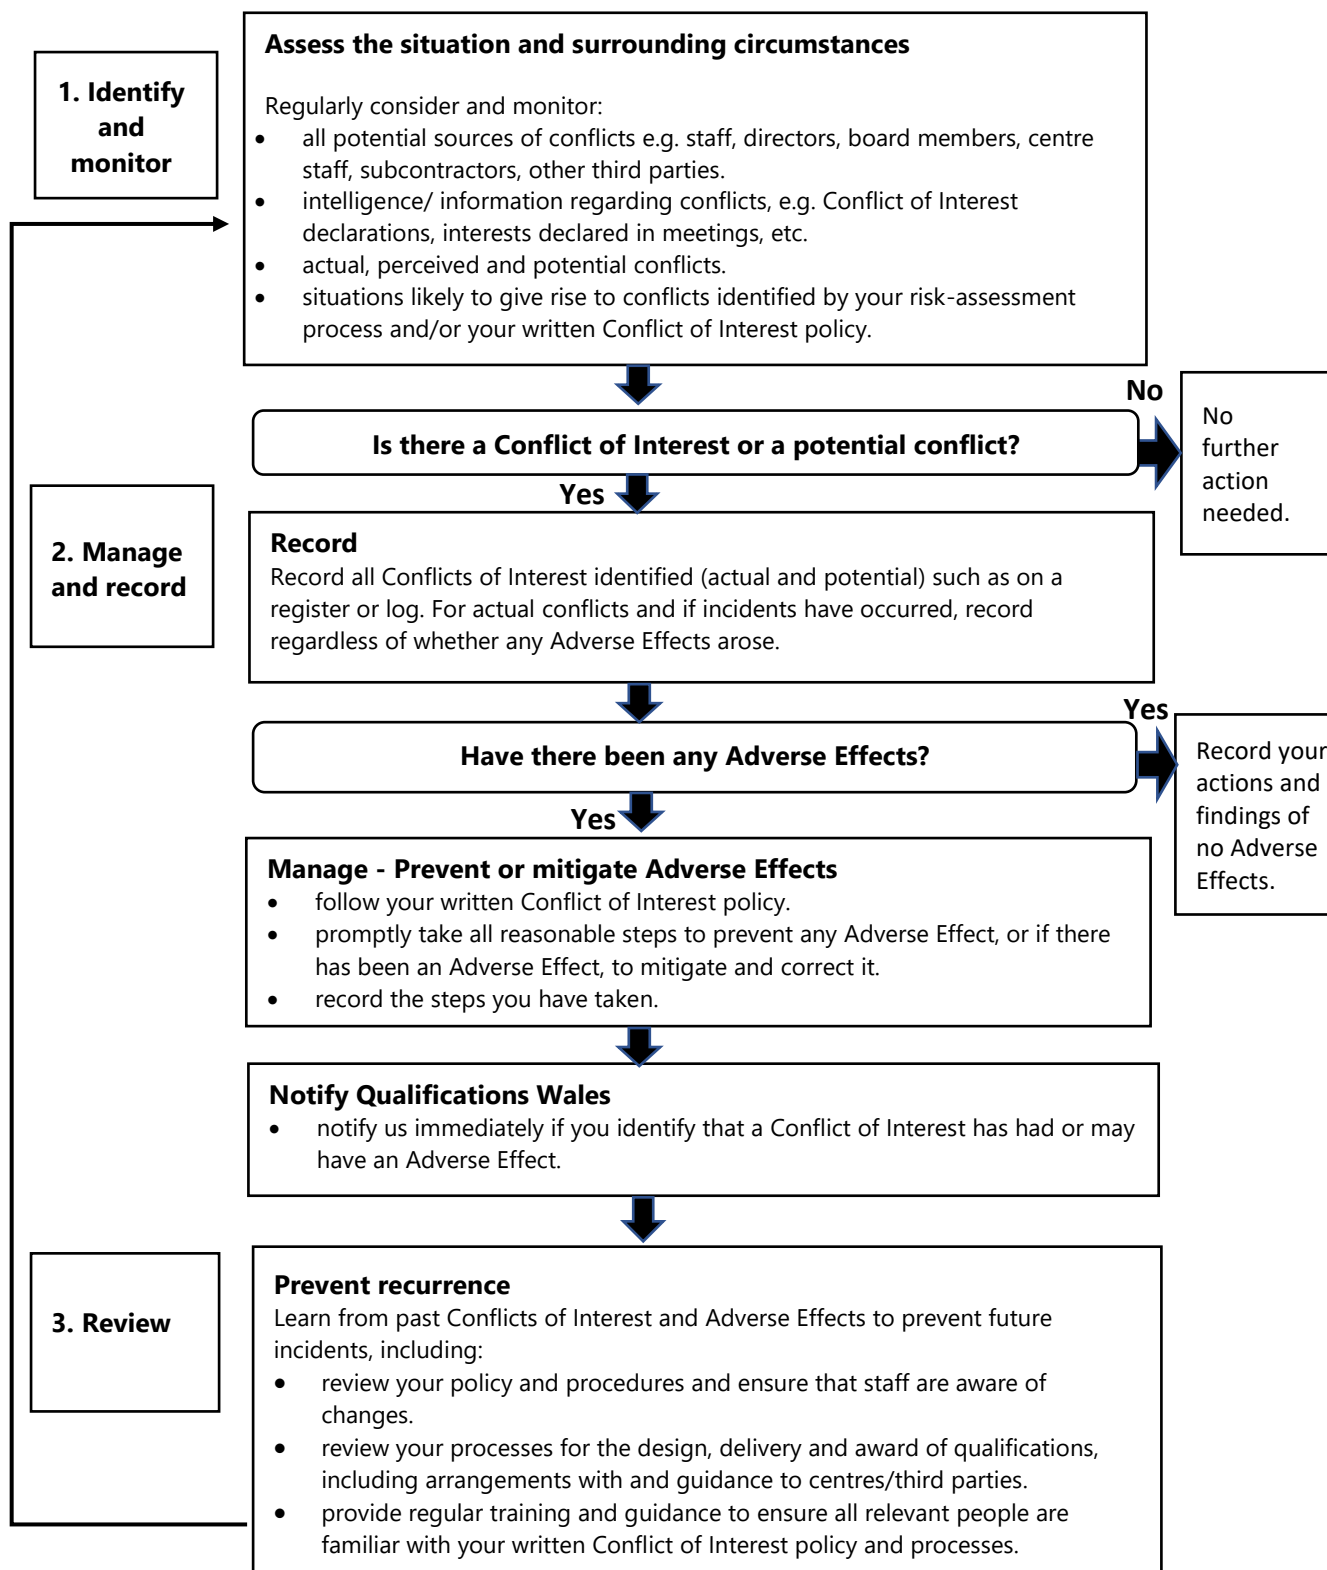 1. Identify
and
monitor
Assess the situation and surrounding circumstances
Regularly consider and monitor:
• all potential sources of conflicts e.g. staff, directors, board members, centre
staff, subcontractors, other third parties.
• intelligence/ information regarding conflicts, e.g. Conflict of Interest
declarations, interests declared in meetings, etc.
• actual, perceived and potential conflicts.
• situations likely to give rise to conflicts identified by your risk-assessment
process and/or your written Conflict of Interest policy.
Is there a Conflict of Interest or a potential conflict?
No
No
further
action
needed.
Yes
2. Manage
and record
Record
Record all Conflicts of Interest identified (actual and potential) such as on a
register or log. For actual conflicts and if incidents have occurred, record
regardless of whether any Adverse Effects arose.
Have there been any Adverse Effects?
Yes
Record your
actions and
findings of
no Adverse
Effects.
Yes
Manage - Prevent or mitigate Adverse Effects
• follow your written Conflict of Interest policy.
• promptly take all reasonable steps to prevent any Adverse Effect, or if there
has been an Adverse Effect, to mitigate and correct it.
• record the steps you have taken.
Notify Qualifications Wales
• notify us immediately if you identify that a Conflict of Interest has had or may
have an Adverse Effect.
3. Review
Prevent recurrence
Learn from past Conflicts of Interest and Adverse Effects to prevent future
incidents, including:
• review your policy and procedures and ensure that staff are aware of
changes.
• review your processes for the design, delivery and award of qualifications,
including arrangements with and guidance to centres/third parties.
• provide regular training and guidance to ensure all relevant people are
familiar with your written Conflict of Interest policy and processes.